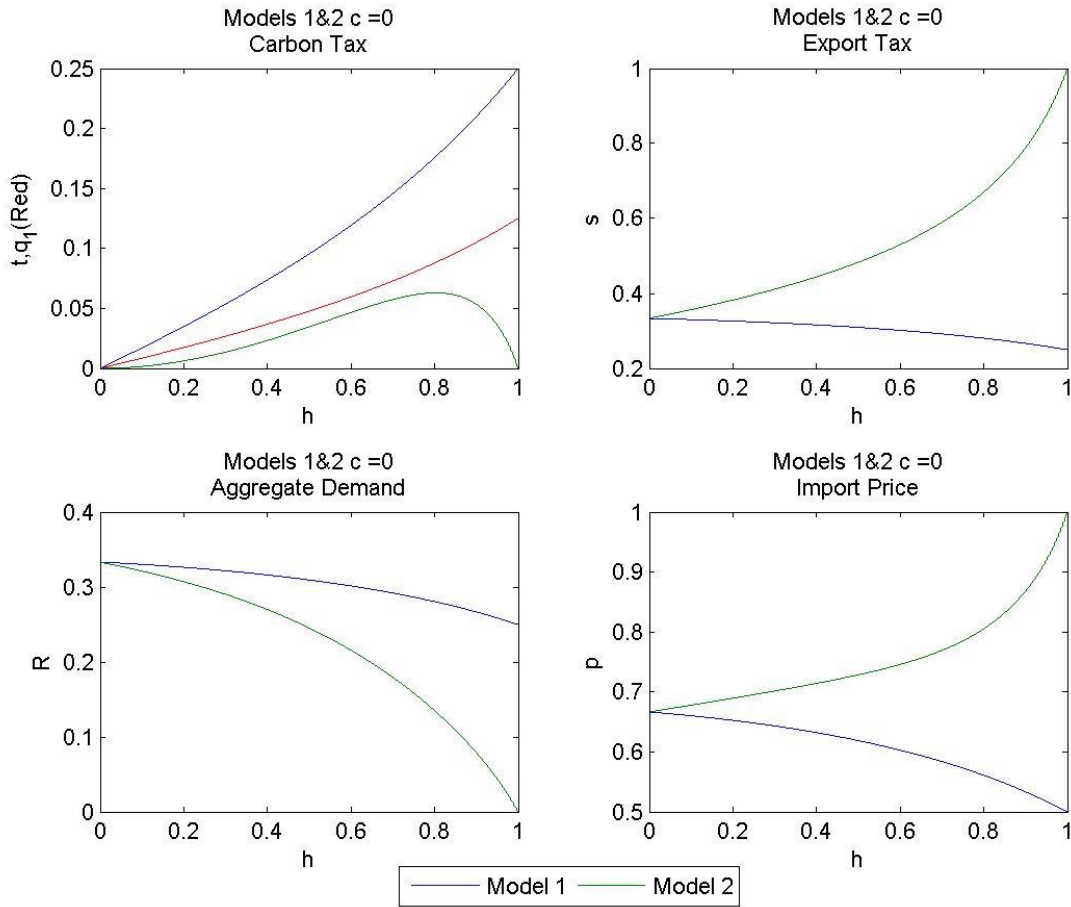 Models 1&2 c =0
Carbon Tax
0.25
0.2
0.15
0.1
0.05
0
t,q1(Red)
0 0.2 0.4 0.6 0.8 1
h
Models 1&2 c =0
Export Tax
1
0.8
0.6
0.4
0.2
s
0 0.2 0.4 0.6 0.8 1
h
Models 1&2 c =0
Aggregate Demand
0.4
0.3
0.2
0.1
0
R
0 0.2 0.4 0.6 0.8 1
h
Models 1&2 c =0
Import Price
1
0.9
0.8
0.7
0.6
0.5
p
0 0.2 0.4 0.6 0.8 1
h
Model 1 Model 2